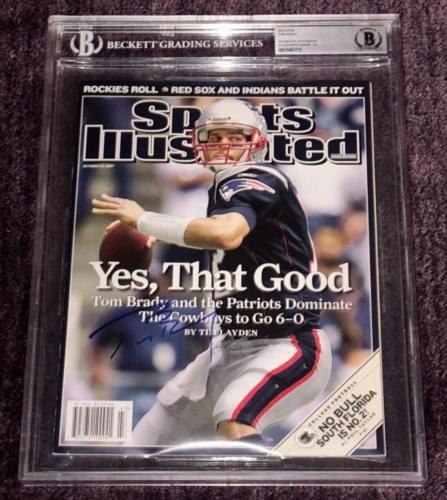 BECKETT GRADING SERVICES
ROCKIES ROLL • RED SOX AND INDIANS BATTLE IT OUT
Sports
Illustrated
Yes, That Good
Tom Brady and the Patriots Dominate
The Cowboys to Go 6–0
BY TIM LAYDEN
COLLEGE FOOTBALL
NO BULL
SOUTH FLORIDA
IS NO. 2!